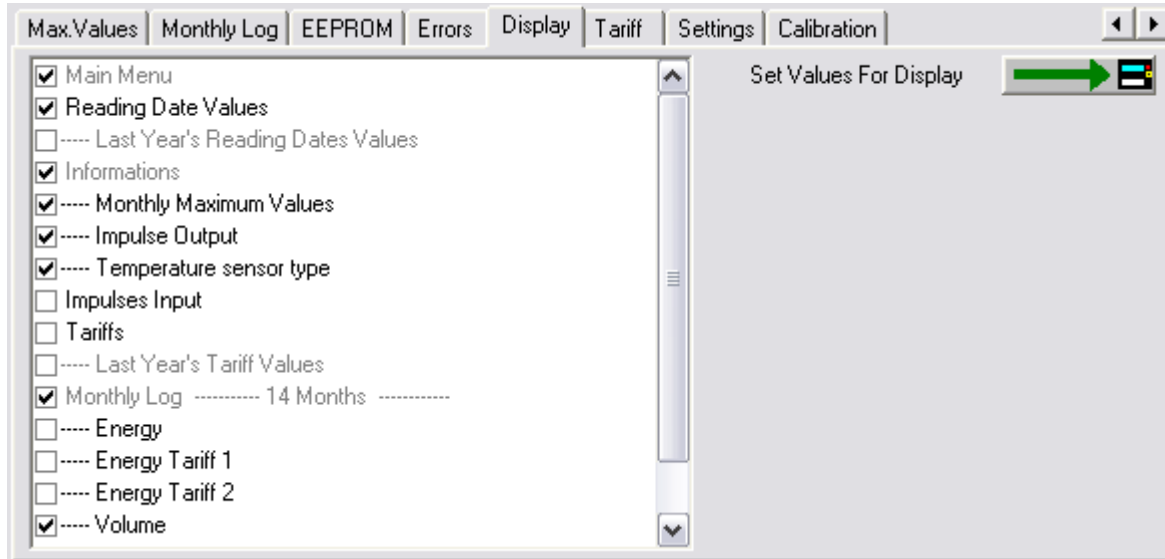 Max.Values Monthly Log EEPROM Errors Display Tariff Settings Calibration
Main Menu
Set Values For Display
Reading Date Values
----- Last Year's Reading Dates Values
Informations
----- Monthly Maximum Values
----- Impulse Output
----- Temperature sensor type
Impulses Input
Tariffs
----- Last Year's Tariff Values
Monthly Log ----------- 14 Months ------------
----- Energy
----- Energy Tariff 1
----- Energy Tariff 2
----- Volume